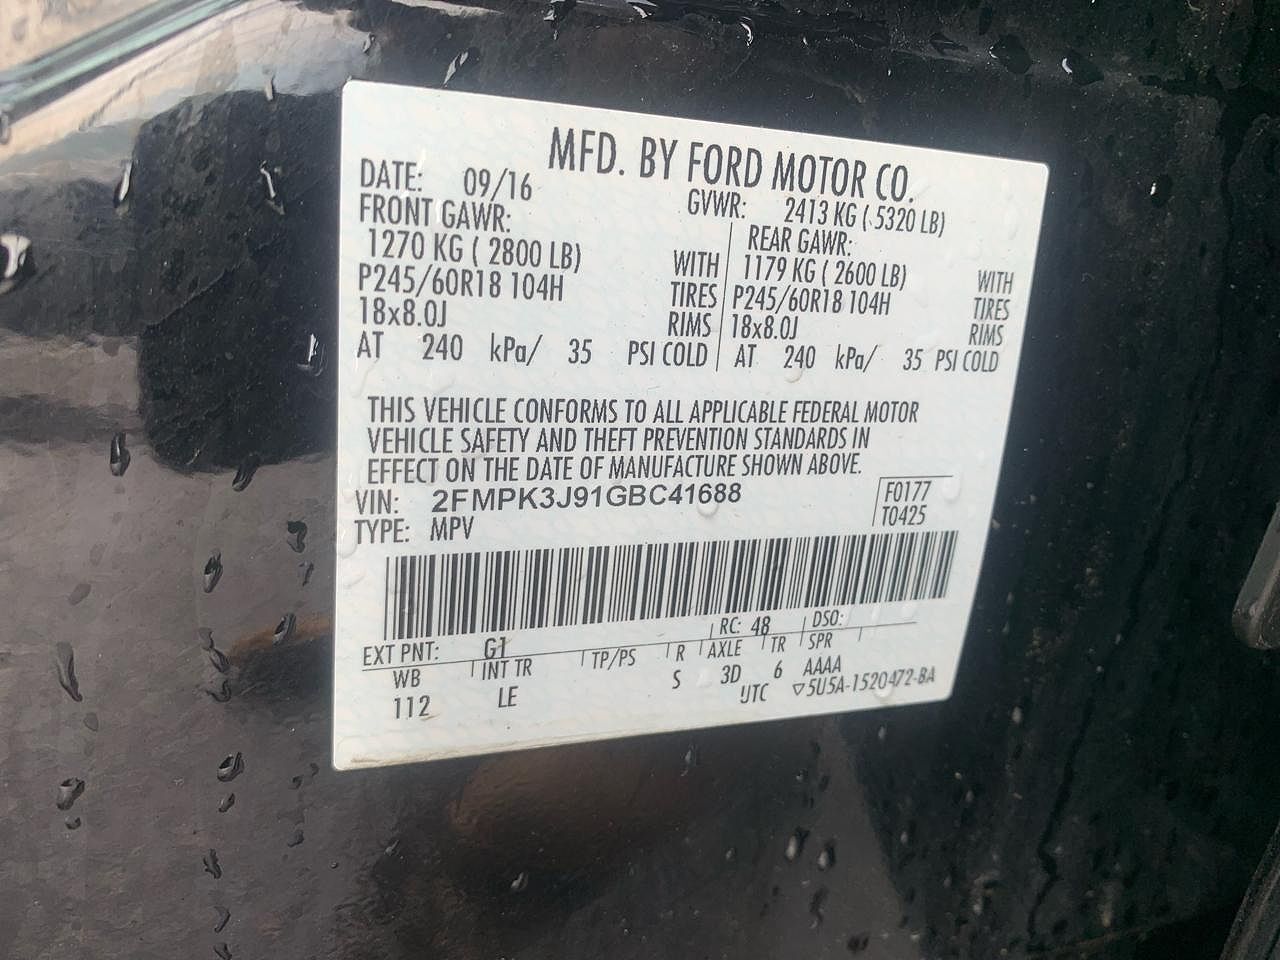 MFD. BY FORD MOTOR CO.
DATE: 09/16 GVWR: 2413 KG ( 5320 LB)
FRONT GAWR: REAR GAWR:
1270 KG ( 2800 LB) WITH 1179 KG ( 2600 LB) WITH
P245/60R18 104H TIRES P245/60R18 104H TIRES
18x8.0J RIMS 18x8.0J RIMS
AT 240 kPa/ 35 PSI COLD AT 240 kPa/ 35 PSI COLD
THIS VEHICLE CONFORMS TO ALL APPLICABLE FEDERAL MOTOR
VEHICLE SAFETY AND THEFT PREVENTION STANDARDS IN
EFFECT ON THE DATE OF MANUFACTURE SHOWN ABOVE.
VIN: 2FMPK3J91GBC41688 F0177
TYPE: MPV T0425
EXT PNT: G1 RC: 48 DSO:
WB INT TR TP/PS R AXLE TR SPR
112 LE S 3D 6 AAAA
UTC ▽5U5A-1520472-BA